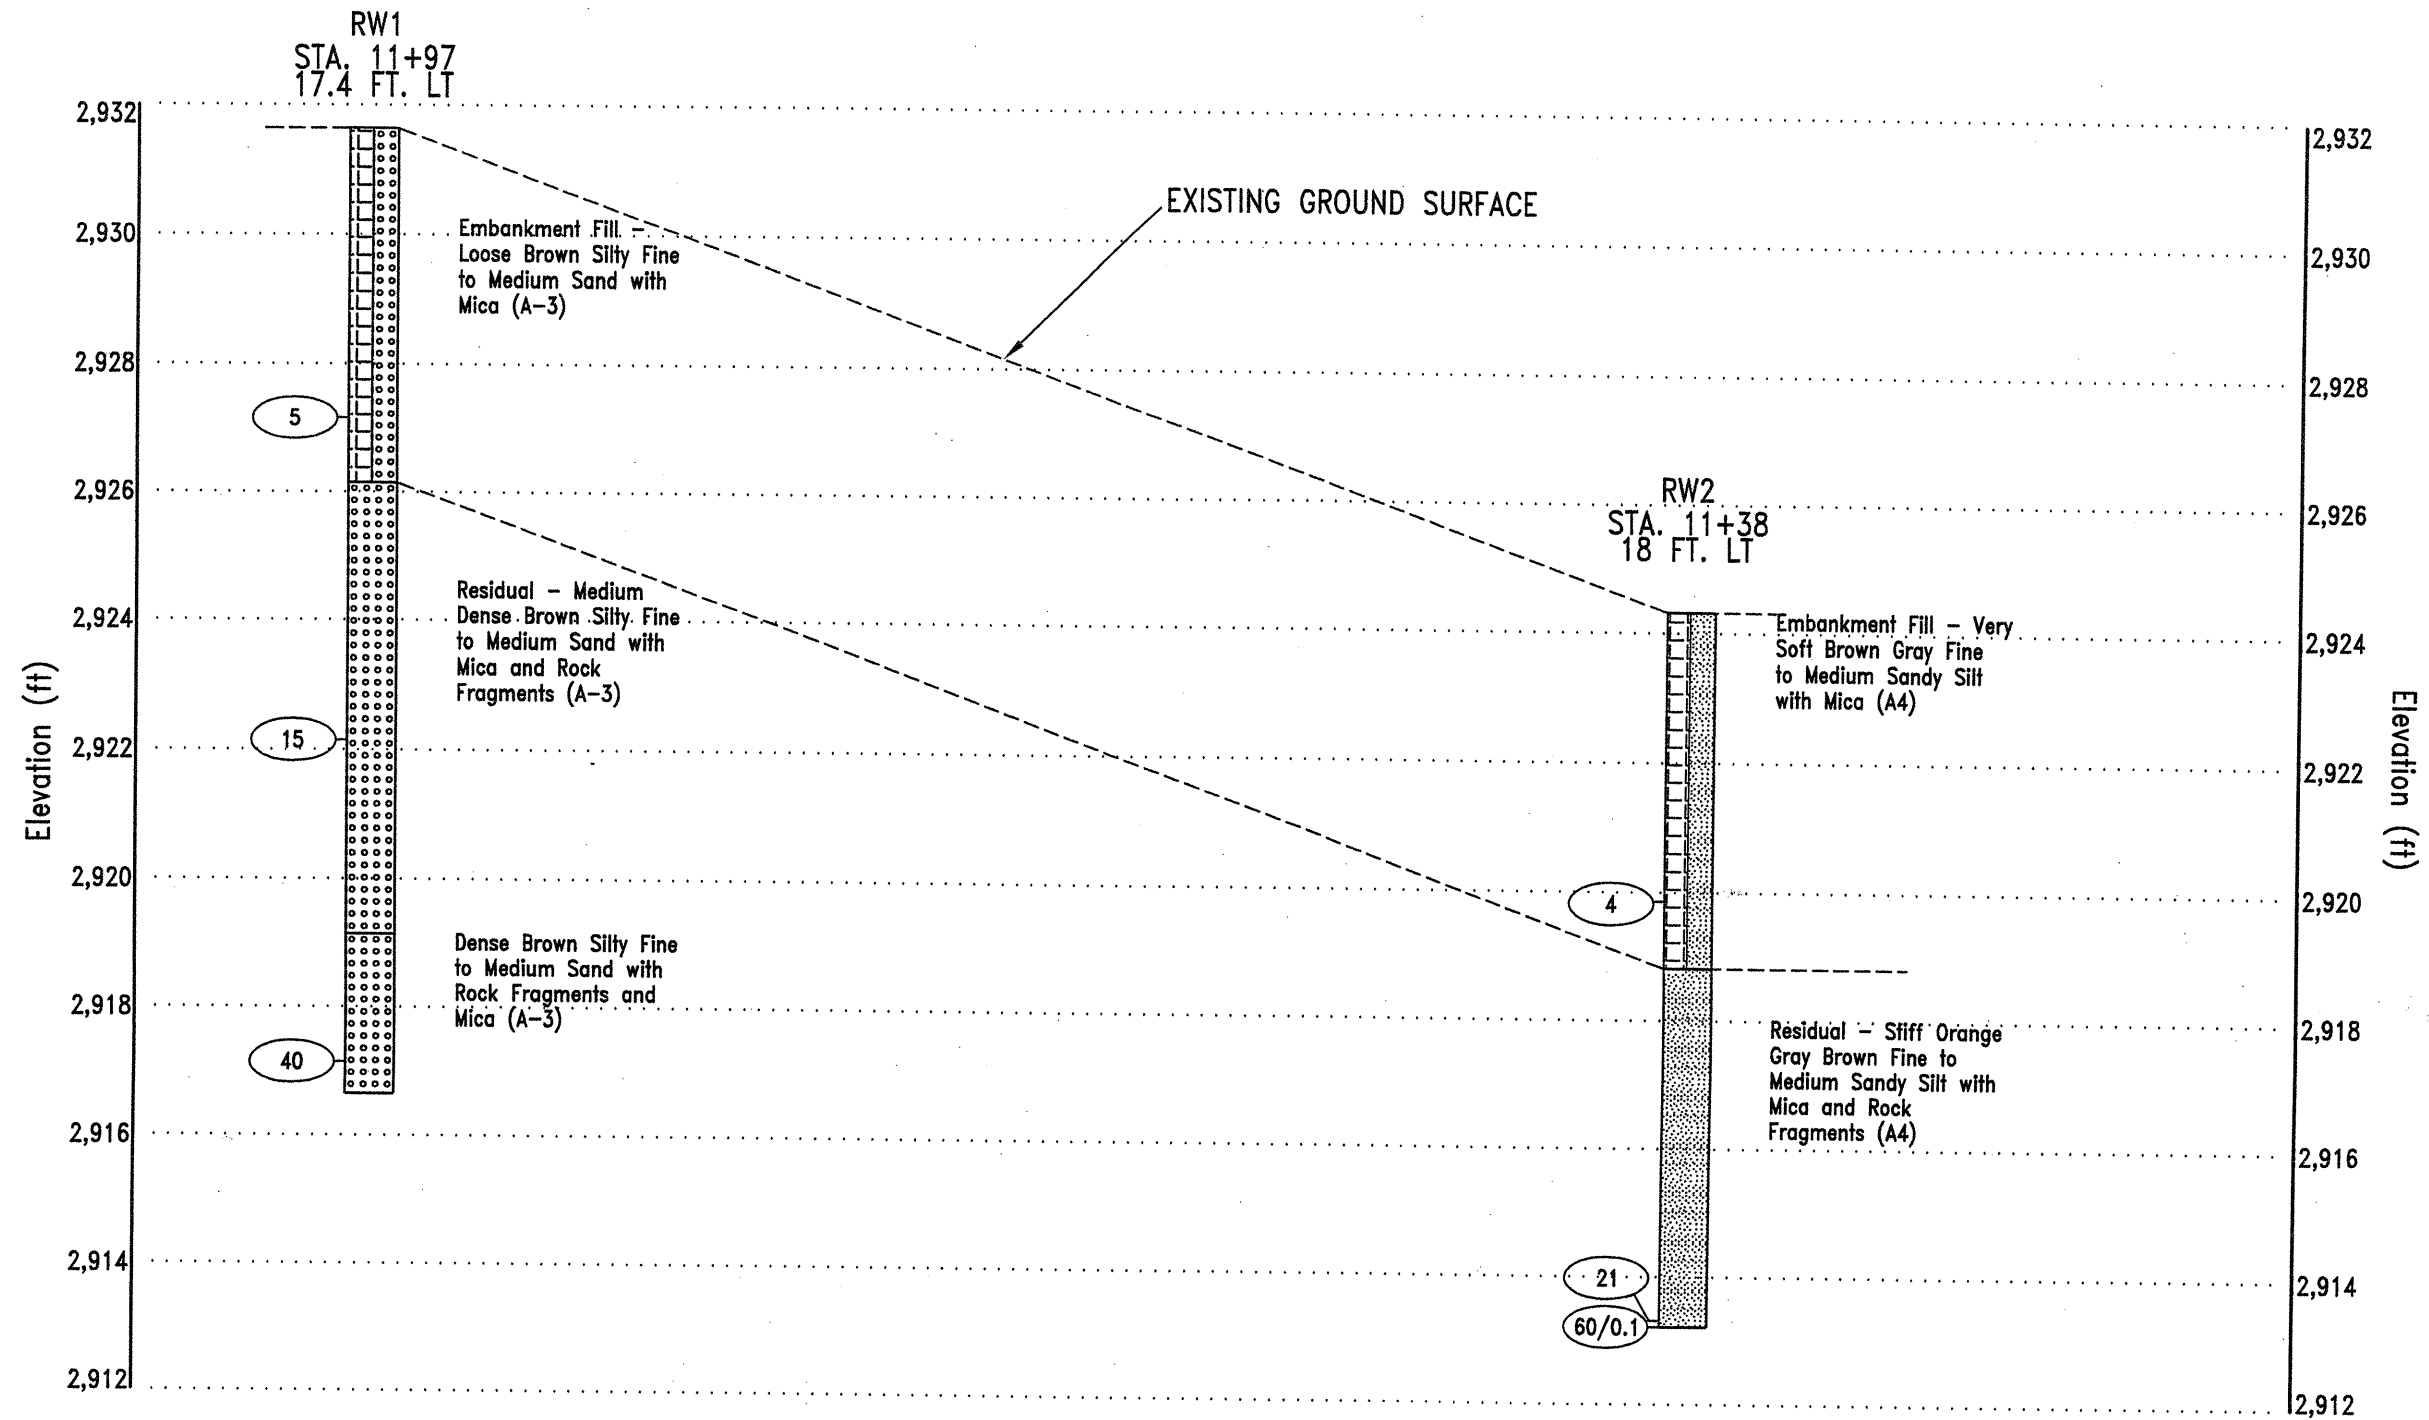 RW1
STA. 11+97
17.4 FT. LT
2,932
2,930
2,928
2,926
2,924
2,922
2,920
2,918
2,916
2,914
2,912
Elevation (ft)
5
15
40
Embankment Fill -
Loose Brown Silty Fine
to Medium Sand with
Mica (A-3)
Residual - Medium
Dense Brown Silty Fine
to Medium Sand with
Mica and Rock
Fragments (A-3)
Dense Brown Silty Fine
to Medium Sand with
Rock Fragments and
Mica (A-3)
EXISTING GROUND SURFACE
RW2
STA. 11+38
18 FT. LT
4
21
60/0.1
Embankment Fill - Very
Soft Brown Gray Fine
to Medium Sandy Silt
with Mica (A4)
Residual - Stiff Orange
Gray Brown Fine to
Medium Sandy Silt with
Mica and Rock
Fragments (A4)
2,932
2,930
2,928
2,926
2,924
2,922
2,920
2,918
2,916
2,914
2,912
Elevation (ft)